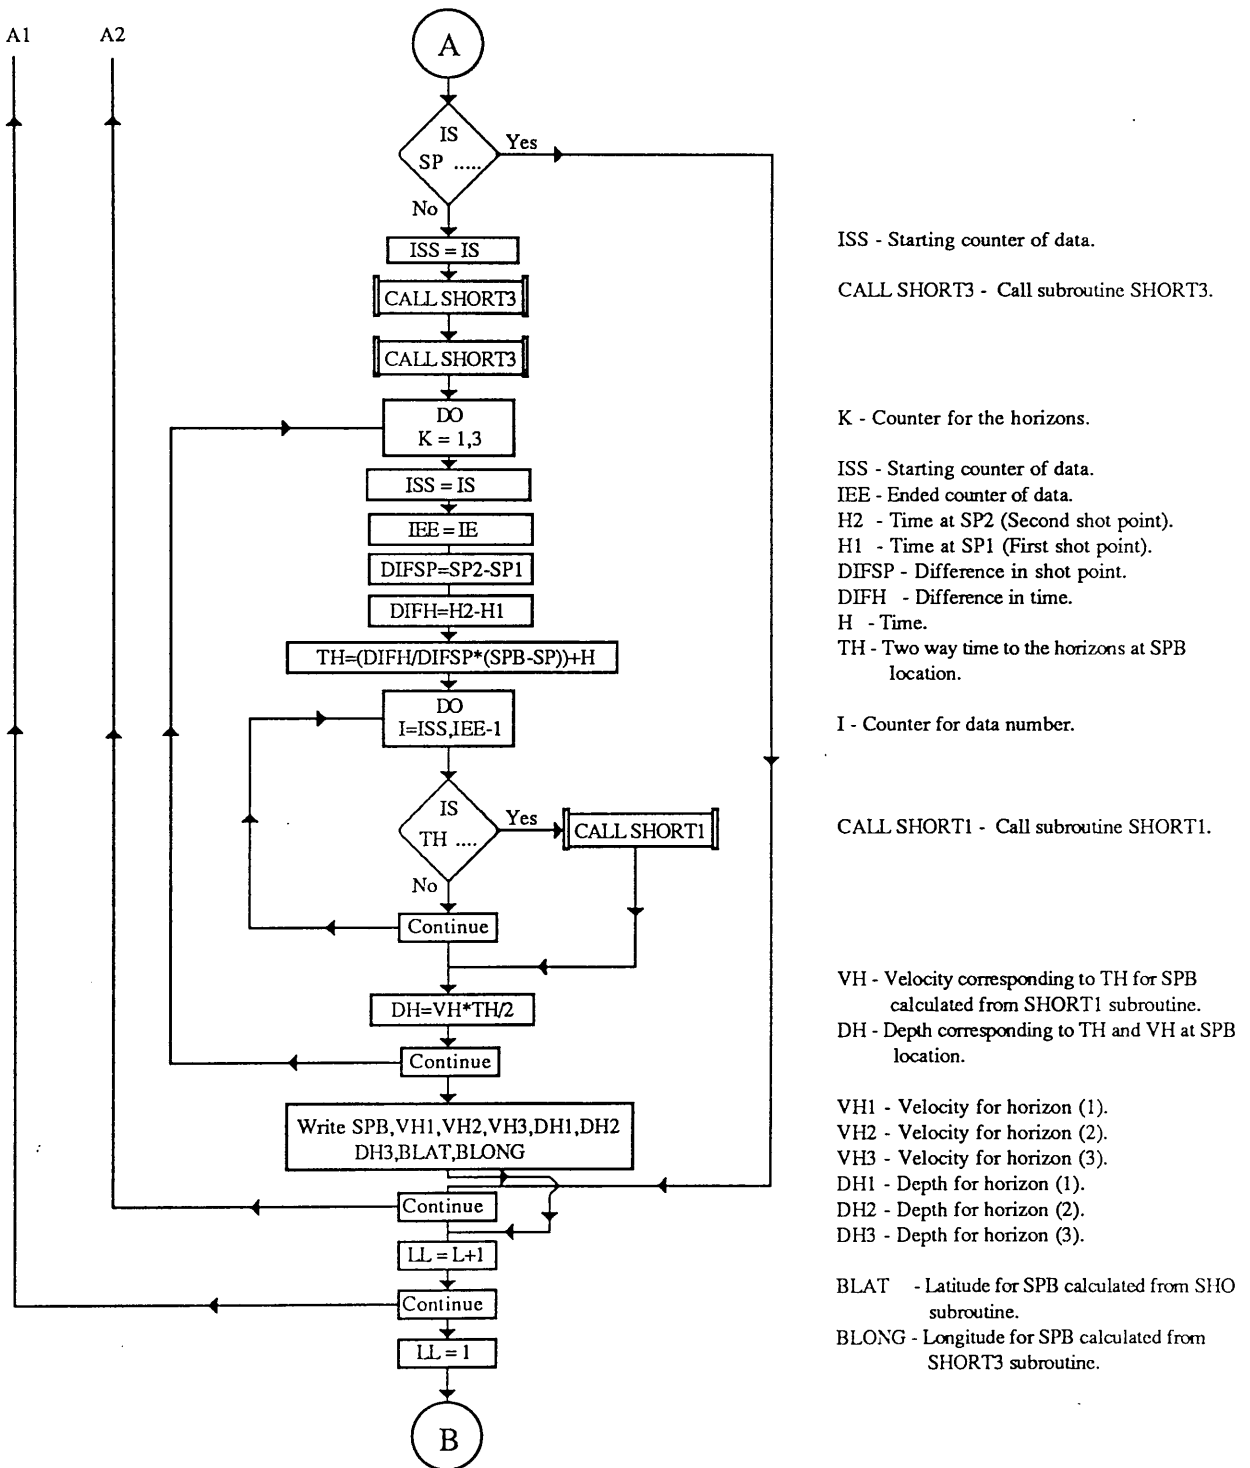 A1
A2
A
IS
SP .....
Yes
No
ISS = IS
CALL SHORT3
CALL SHORT3
DO
K = 1,3
ISS = IS
IEE = IE
DIFSP=SP2-SP1
DIFH=H2-H1
TH=(DIFH/DIFSP*(SPB-SP))+H
DO
I=ISS,IEE-1
IS
TH ....
Yes
CALL SHORT1
No
Continue
DH=VH*TH/2
Continue
Write SPB,VH1,VH2,VH3,DH1,DH2
DH3,BLAT,BLONG
Continue
LL = L+1
Continue
LL = 1
B
ISS - Starting counter of data.
CALL SHORT3 - Call subroutine SHORT3.
K - Counter for the horizons.
ISS - Starting counter of data.
IEE - Ended counter of data.
H2 - Time at SP2 (Second shot point).
H1 - Time at SP1 (First shot point).
DIFSP - Difference in shot point.
DIFH - Difference in time.
H - Time.
TH - Two way time to the horizons at SPB
location.
I - Counter for data number.
CALL SHORT1 - Call subroutine SHORT1.
VH - Velocity corresponding to TH for SPB
calculated from SHORT1 subroutine.
DH - Depth corresponding to TH and VH at SPB
location.
VH1 - Velocity for horizon (1).
VH2 - Velocity for horizon (2).
VH3 - Velocity for horizon (3).
DH1 - Depth for horizon (1).
DH2 - Depth for horizon (2).
DH3 - Depth for horizon (3).
BLAT - Latitude for SPB calculated from SHO
subroutine.
BLONG - Longitude for SPB calculated from
SHORT3 subroutine.